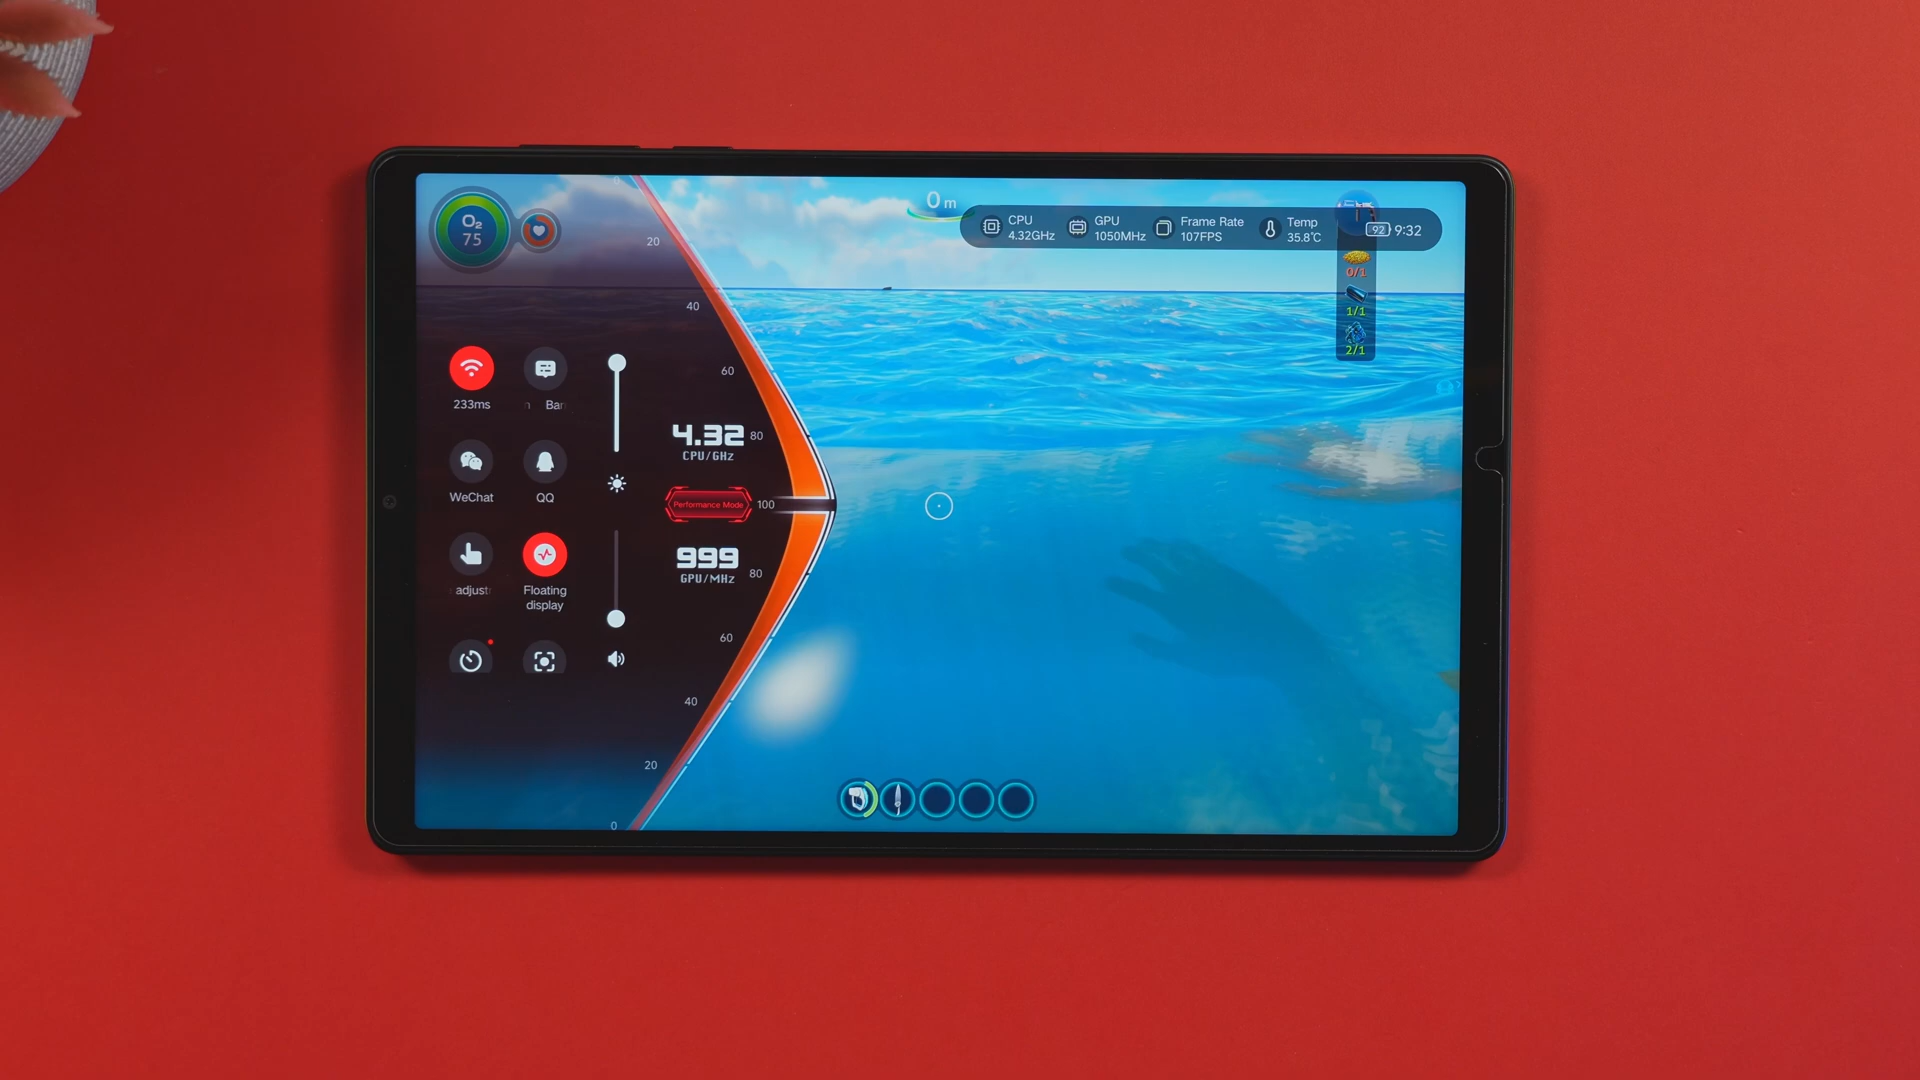 O₂
75
0 m
CPU
4.32GHz
GPU
1050MHz
Frame Rate
107FPS
Temp
35.8℃
92
9:32
0/1
1/1
2/1
0
20
40
60
80
100
80
60
40
20
0
233ms
Ban
WeChat
QQ
adjust
Floating
display
4.32
CPU/GHz
Performance Mode
999
GPU/MHz